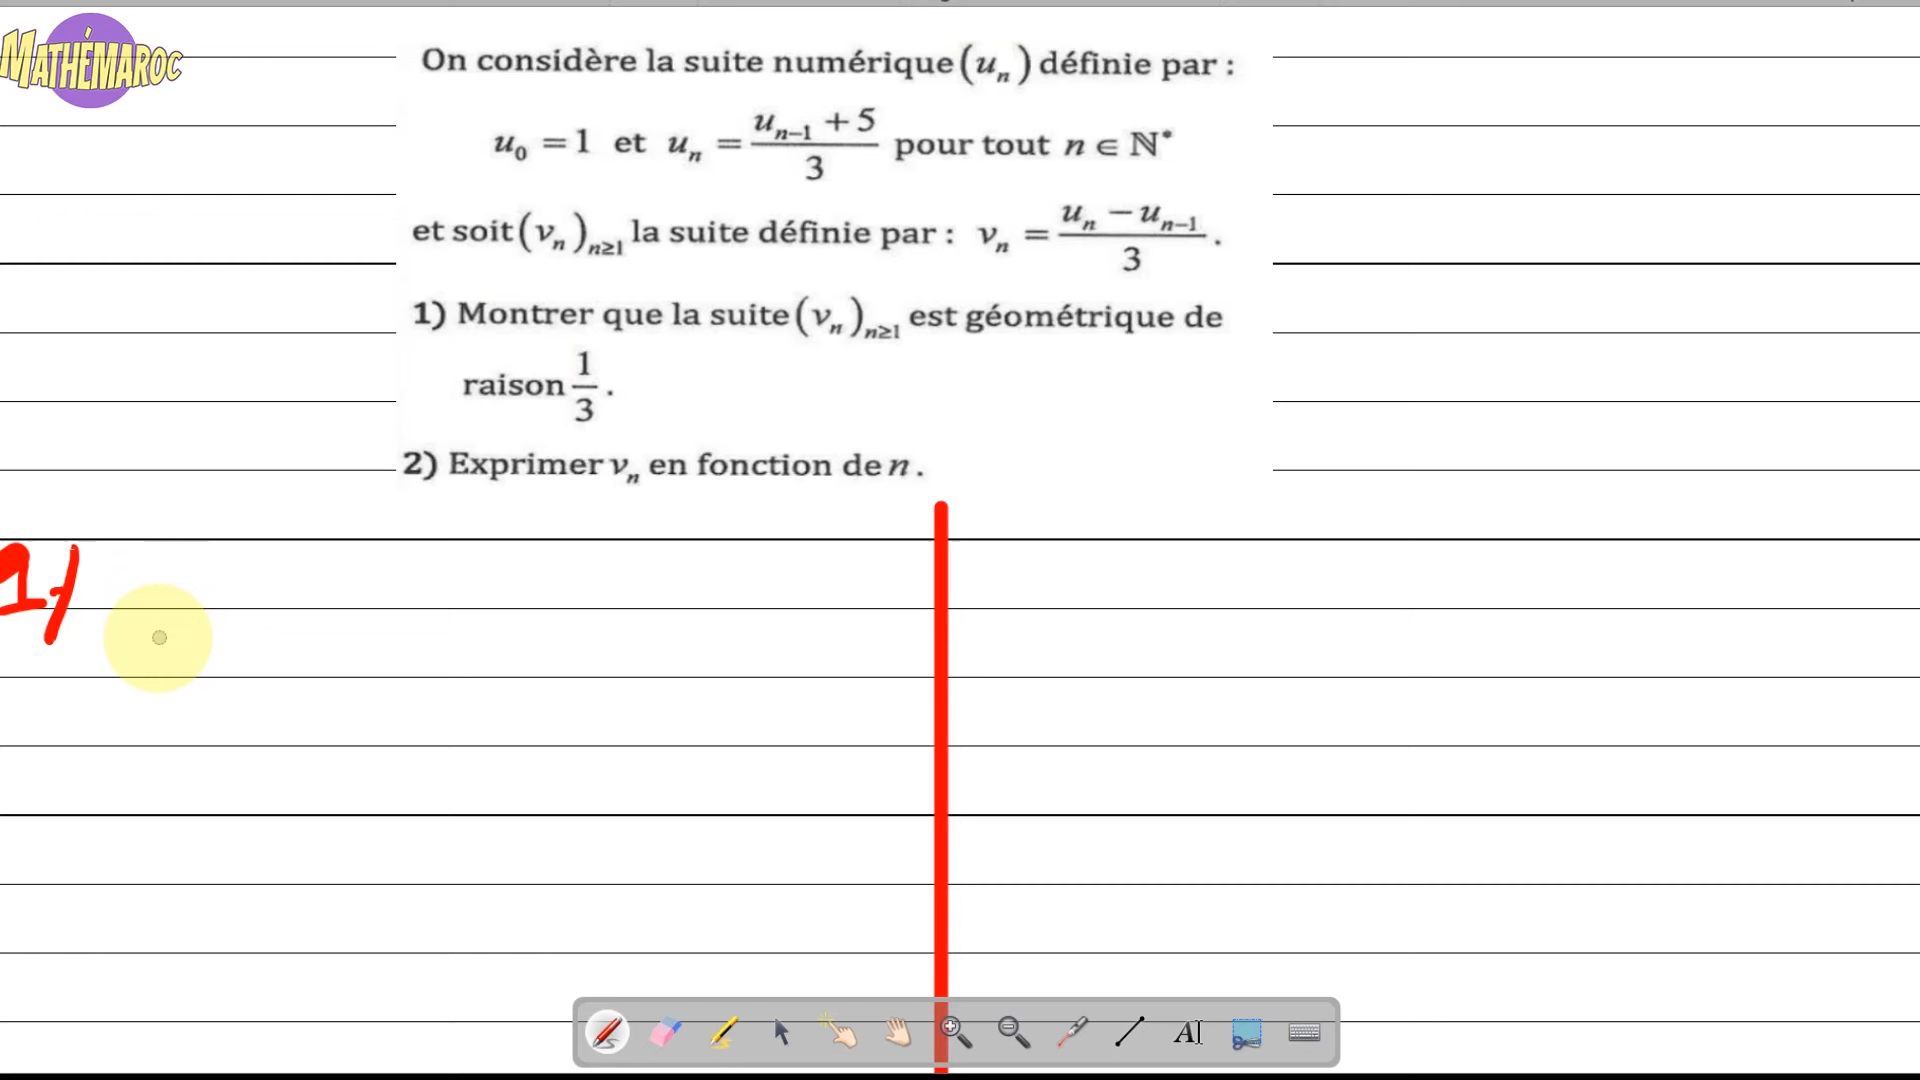 MATHÉMAROC
On considère la suite numérique (uₙ) définie par :
u₀ = 1 et uₙ = (uₙ₋₁ + 5)/3 pour tout n ∈ ℕ*
et soit (vₙ)ₙ≥₁ la suite définie par : vₙ = (uₙ − uₙ₋₁)/3 .
1) Montrer que la suite (vₙ)ₙ≥₁ est géométrique de
raison 1/3 .
2) Exprimer vₙ en fonction de n .
1/
AI